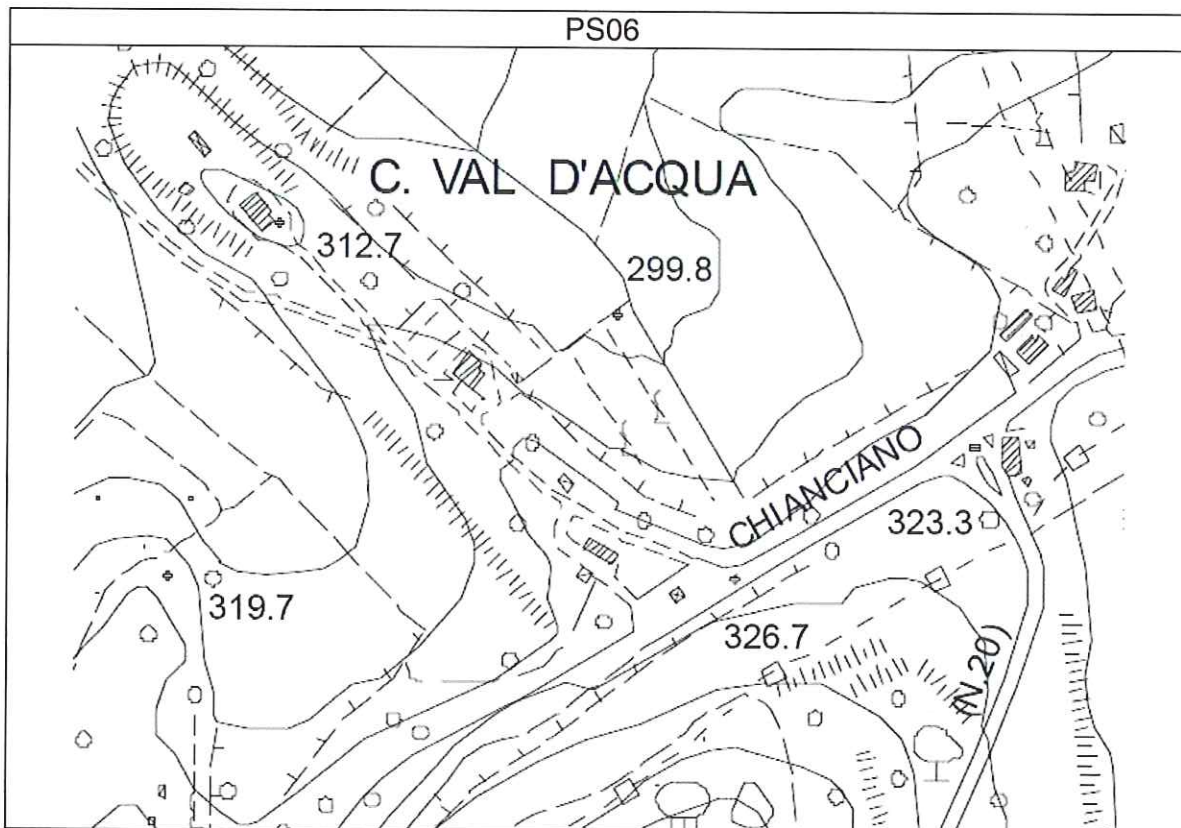 PS06
C. VAL D'ACQUA
312.7
299.8
CHIANCIANO
323.3
319.7
326.7
(N.20)